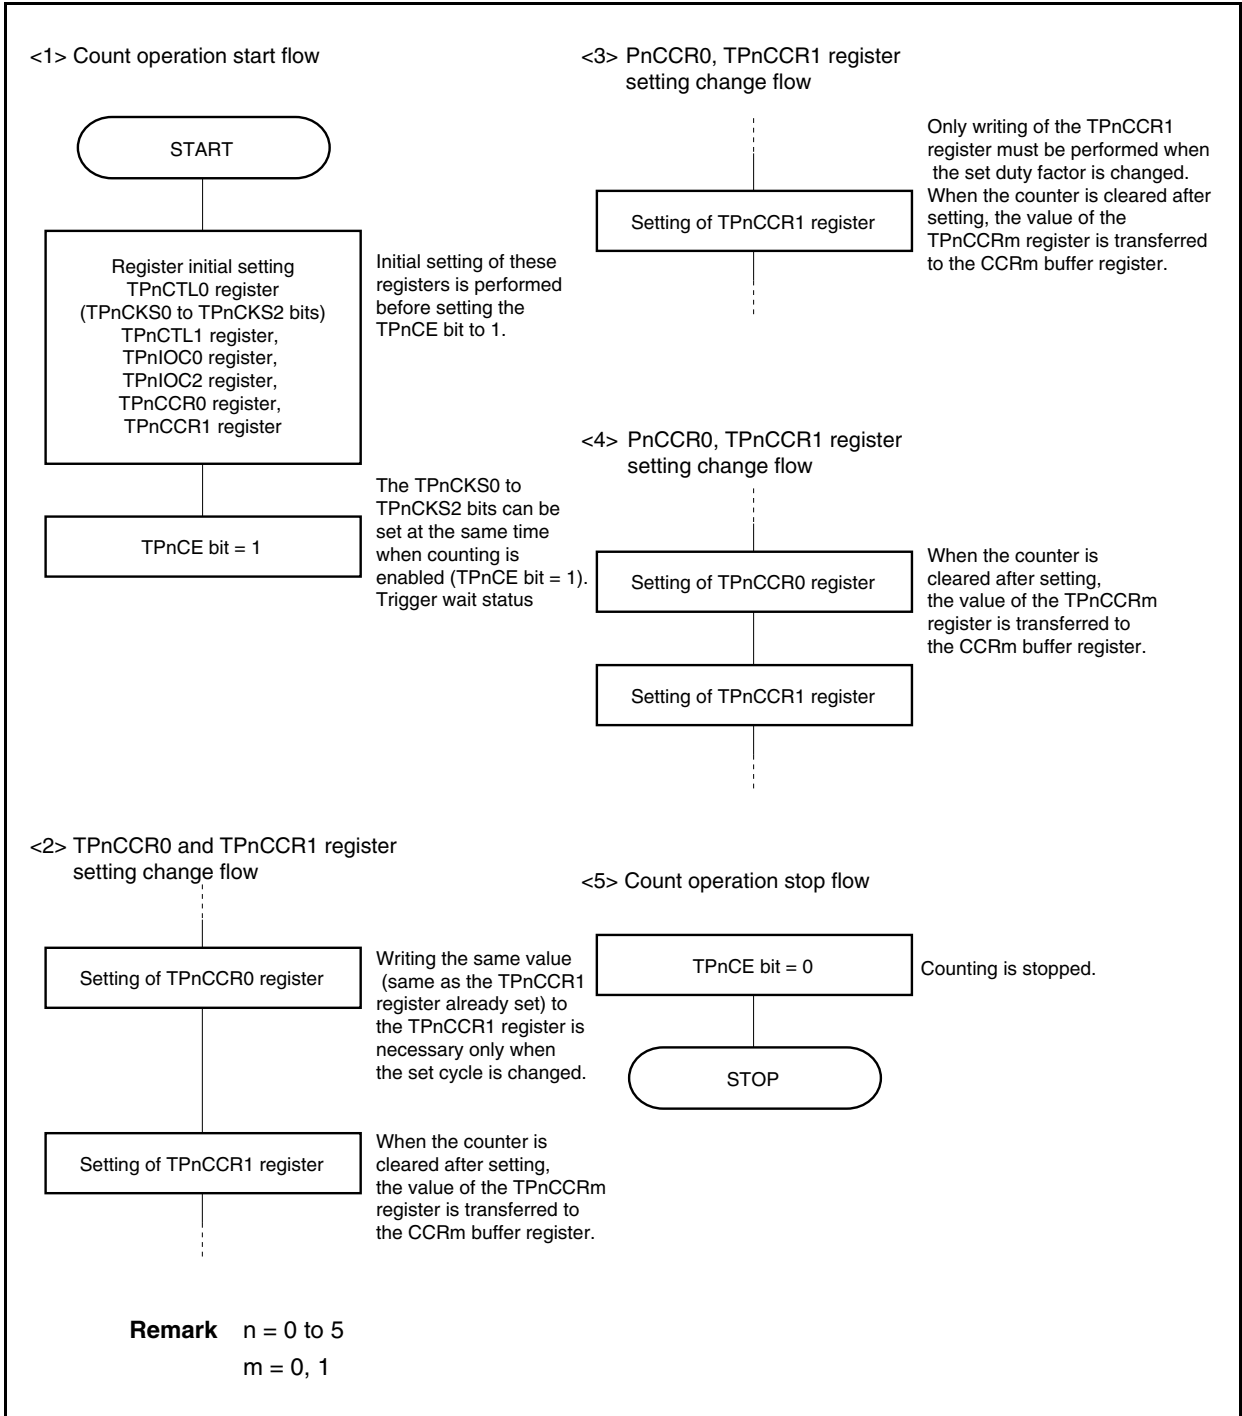 <1> Count operation start flow
START
Register initial setting
TPnCTL0 register
(TPnCKS0 to TPnCKS2 bits)
TPnCTL1 register,
TPnIOC0 register,
TPnIOC2 register,
TPnCCR0 register,
TPnCCR1 register
Initial setting of these
registers is performed
before setting the
TPnCE bit to 1.
TPnCE bit = 1
The TPnCKS0 to
TPnCKS2 bits can be
set at the same time
when counting is
enabled (TPnCE bit = 1).
Trigger wait status
<2> TPnCCR0 and TPnCCR1 register
setting change flow
Setting of TPnCCR0 register
Writing the same value
(same as the TPnCCR1
register already set) to
the TPnCCR1 register is
necessary only when
the set cycle is changed.
Setting of TPnCCR1 register
When the counter is
cleared after setting,
the value of the TPnCCRm
register is transferred to
the CCRm buffer register.
<3> PnCCR0, TPnCCR1 register
setting change flow
Setting of TPnCCR1 register
Only writing of the TPnCCR1
register must be performed when
the set duty factor is changed.
When the counter is cleared after
setting, the value of the
TPnCCRm register is transferred
to the CCRm buffer register.
<4> PnCCR0, TPnCCR1 register
setting change flow
Setting of TPnCCR0 register
When the counter is
cleared after setting,
the value of the TPnCCRm
register is transferred to
the CCRm buffer register.
Setting of TPnCCR1 register
<5> Count operation stop flow
TPnCE bit = 0
Counting is stopped.
STOP
Remark n = 0 to 5
m = 0, 1